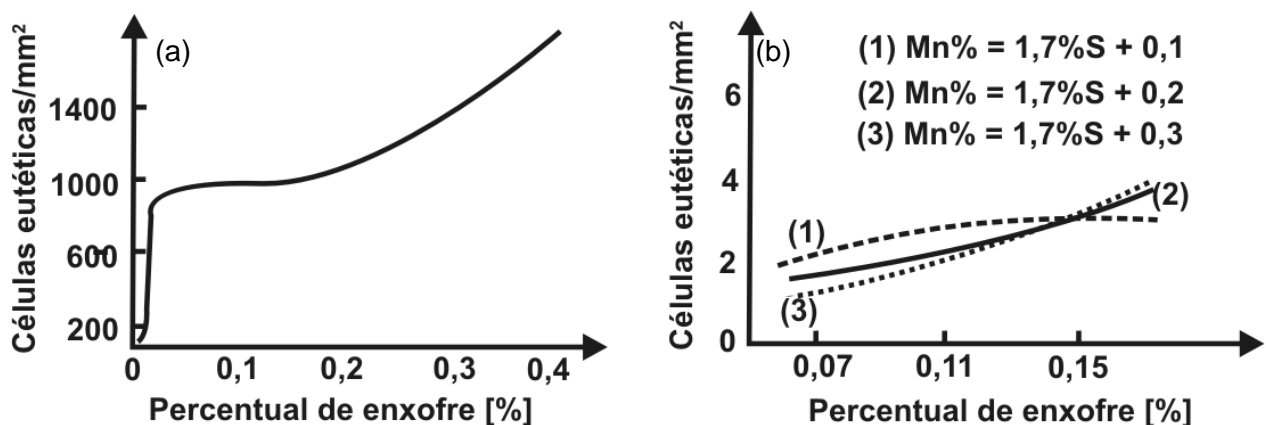 (a)
Células eutéticas/mm²
1400
1000
600
200
0
0,1
0,2
0,3
0,4
Percentual de enxofre [%]
(b)
Células eutéticas/mm²
(1) Mn% = 1,7%S + 0,1
(2) Mn% = 1,7%S + 0,2
(3) Mn% = 1,7%S + 0,3
6
4
2
0
(1)
(2)
(3)
0,07
0,11
0,15
Percentual de enxofre [%]